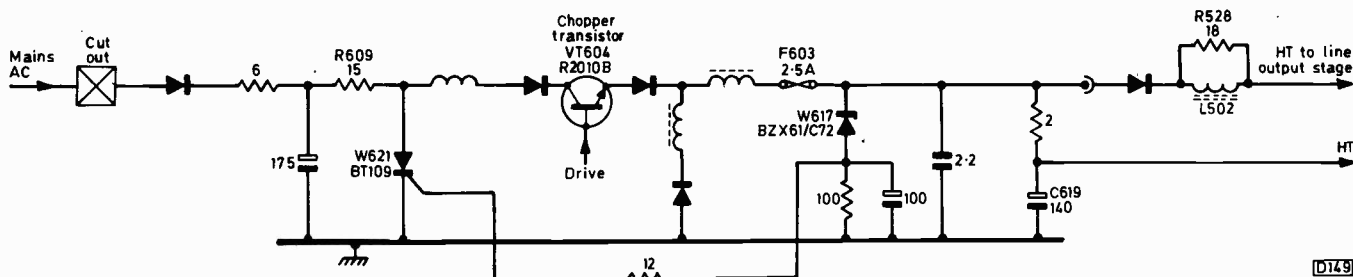 Mains
AC
Cut
out
6
R609
15
175
W621
BT109
Chopper
transistor
VT604
R2010B
Drive
F603
2·5A
W617
BZX61/C72
100
100
12
2·2
2
C619
140
R528
18
L502
HT to line
output stage
HT
D149